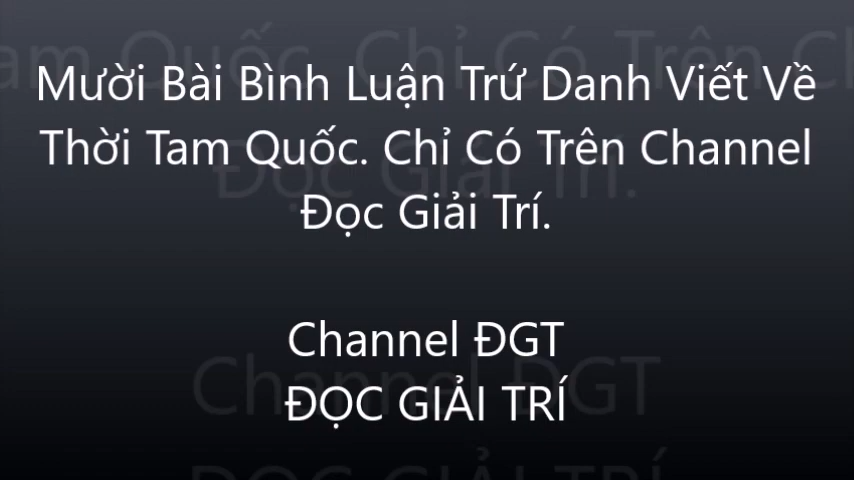 Mười Bài Bình Luận Trứ Danh Viết Về
Thời Tam Quốc. Chỉ Có Trên Channel
Đọc Giải Trí.
Channel ĐGT
ĐỌC GIẢI TRÍ